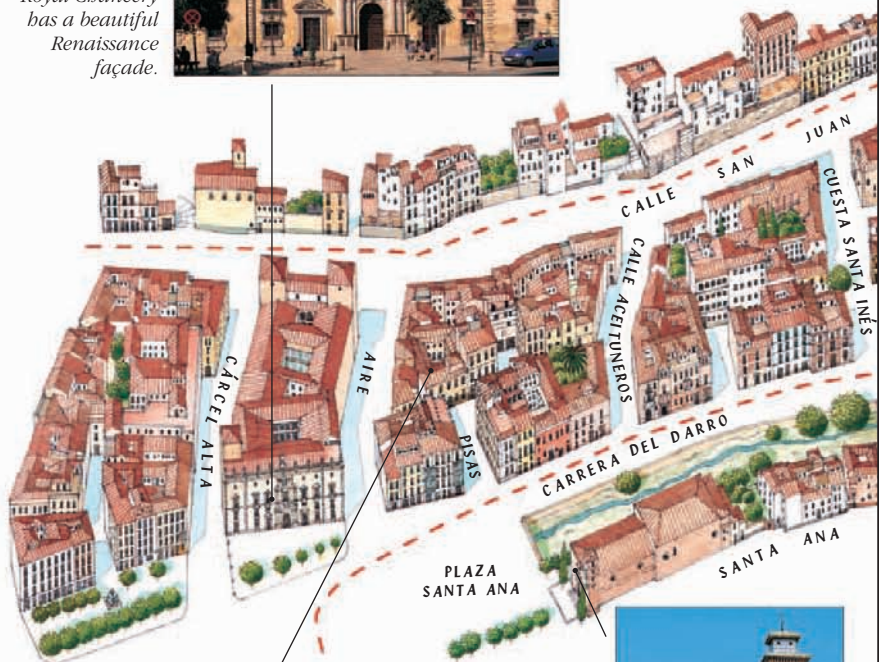 Royal Chancery
has a beautiful
Renaissance
façade.
CALLE SAN JUAN
CUESTA SANTA INÉS
CALLE ACEITUNEROS
CÁRCEL ALTA
AIRE
PISAS
CARRERA DEL DARRO
PLAZA
SANTA ANA
SANTA ANA